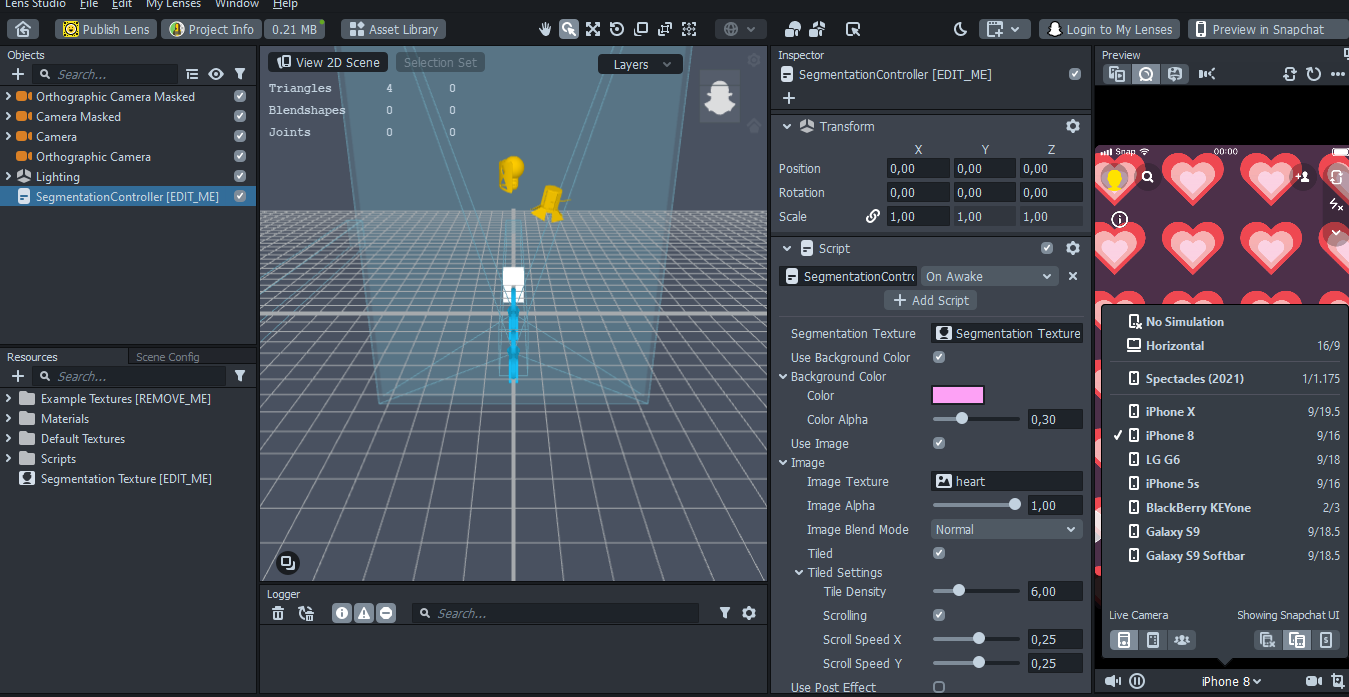 Lens Studio File Edit My Lenses Window Help
Publish Lens Project Info 0.21 MB Asset Library Login to My Lenses Preview in Snapchat
Objects
Search...
Orthographic Camera Masked
Camera Masked
Camera
Orthographic Camera
Lighting
SegmentationController [EDIT_ME]
Resources Scene Config
Search...
Example Textures [REMOVE_ME]
Materials
Default Textures
Scripts
Segmentation Texture [EDIT_ME]
View 2D Scene Selection Set Layers
Triangles 4 0
Blendshapes 0 0
Joints 0 0
Logger
Search...
Inspector
SegmentationController [EDIT_ME]
Transform
X Y Z
Position 0,00 0,00 0,00
Rotation 0,00 0,00 0,00
Scale 1,00 1,00 1,00
Script
SegmentationContro On Awake
Add Script
Segmentation Texture Segmentation Texture
Use Background Color
Background Color
Color
Color Alpha 0,30
Use Image
Image
Image Texture heart
Image Alpha 1,00
Image Blend Mode Normal
Tiled
Tiled Settings
Tile Density 6,00
Scrolling
Scroll Speed X 0,25
Scroll Speed Y 0,25
Use Post Effect
Preview
Snap 00:00
No Simulation
Horizontal 16/9
Spectacles (2021) 1/1.175
iPhone X 9/19.5
iPhone 8 9/16
LG G6 9/18
iPhone 5s 9/16
BlackBerry KEYone 2/3
Galaxy S9 9/18.5
Galaxy S9 Softbar 9/18.5
Live Camera Showing Snapchat UI
iPhone 8